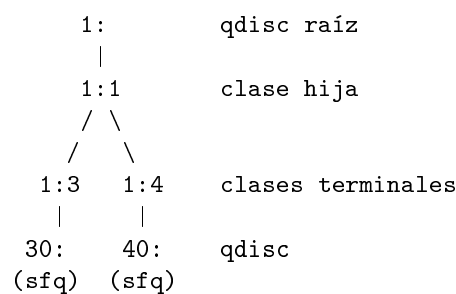 1: qdisc raíz
|
1:1 clase hija
/ \
/ \
1:3 1:4 clases terminales
| |
30: 40: qdisc
(sfq) (sfq)